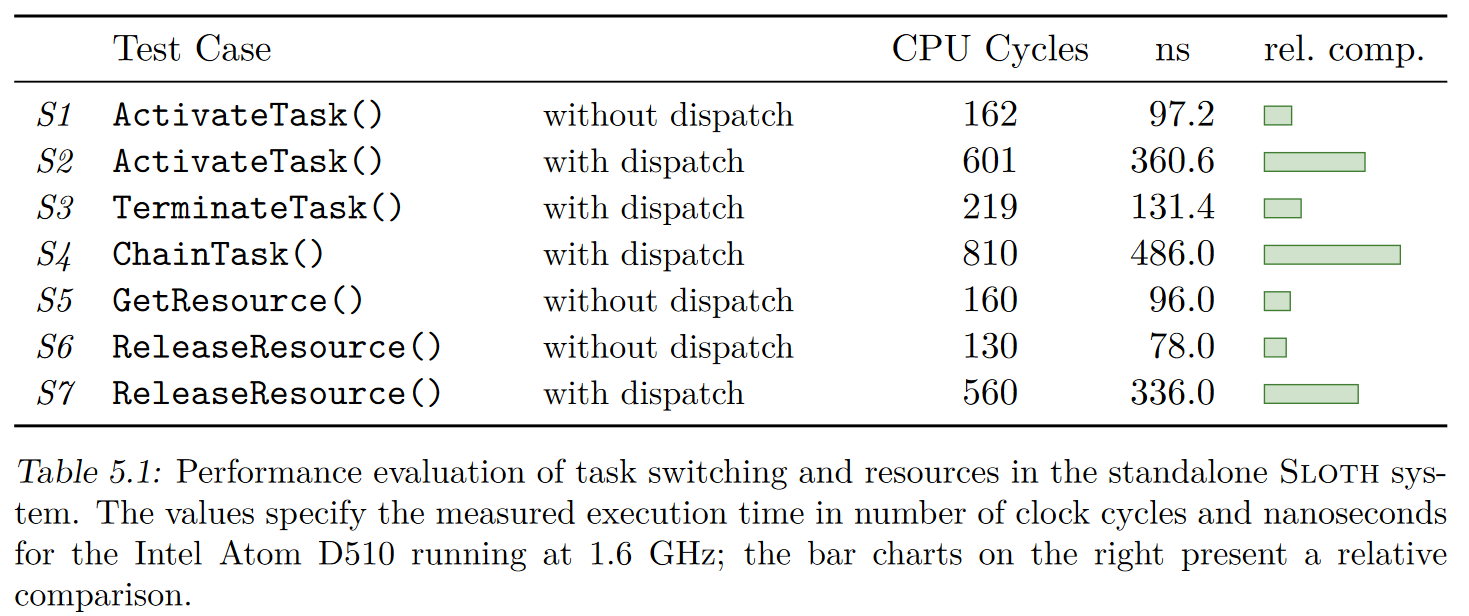 Test Case CPU Cycles ns rel. comp.
S1 ActivateTask() without dispatch 162 97.2
S2 ActivateTask() with dispatch 601 360.6
S3 TerminateTask() with dispatch 219 131.4
S4 ChainTask() with dispatch 810 486.0
S5 GetResource() without dispatch 160 96.0
S6 ReleaseResource() without dispatch 130 78.0
S7 ReleaseResource() with dispatch 560 336.0
Table 5.1: Performance evaluation of task switching and resources in the standalone SLOTH sys-
tem. The values specify the measured execution time in number of clock cycles and nanoseconds
for the Intel Atom D510 running at 1.6 GHz; the bar charts on the right present a relative
comparison.